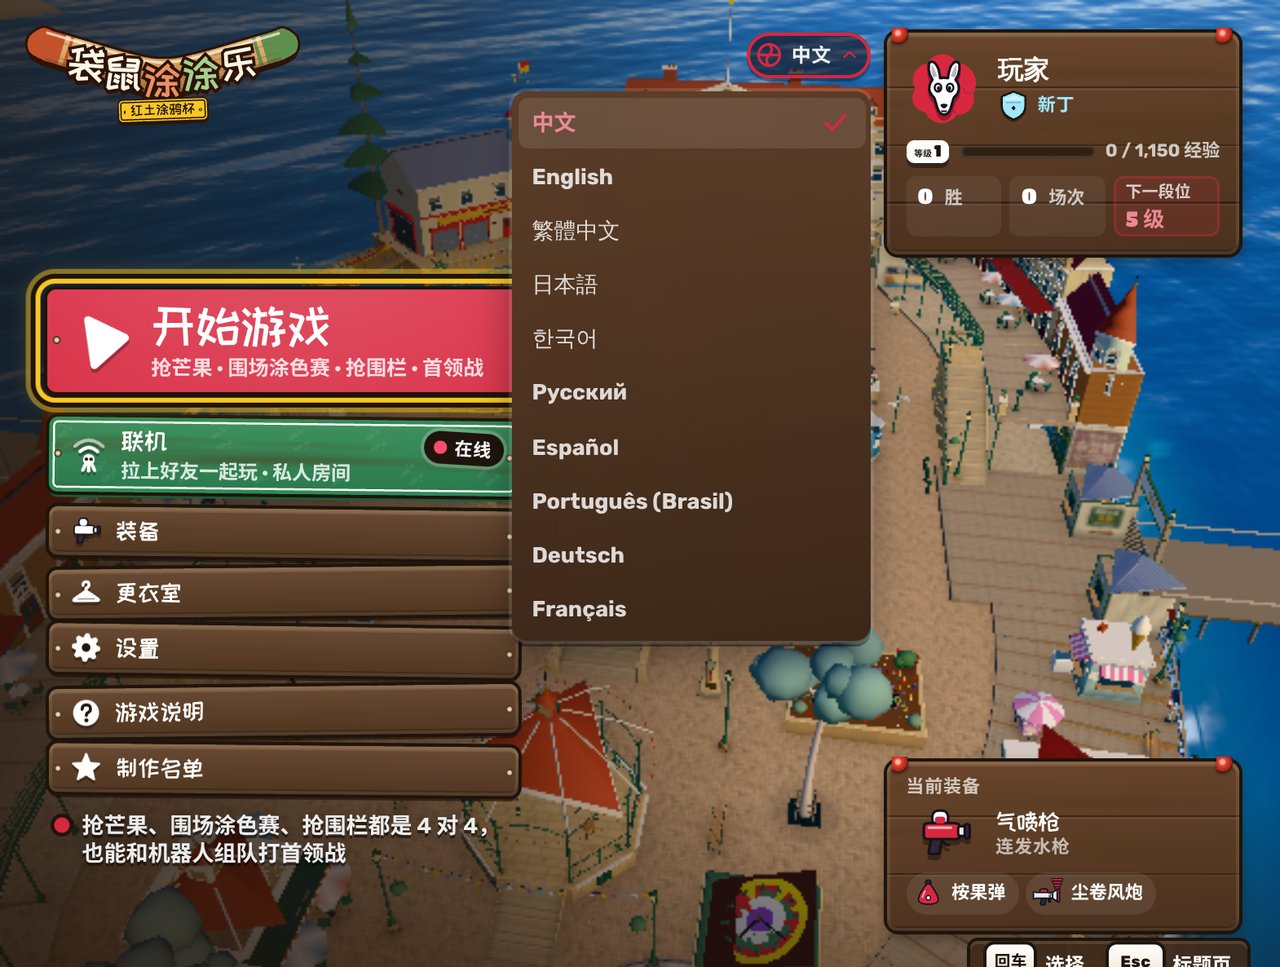 袋鼠涂涂乐
红土涂鸦杯
中文
玩家
新丁
等级 1
0 / 1,150 经验
0 胜
0 场次
下一段位
5 级
中文
English
繁體中文
日本語
한국어
Русский
Español
Português (Brasil)
Deutsch
Français
开始游戏
抢芒果 • 围场涂色赛 • 抢围栏 • 首领战
联机
拉上好友一起玩 • 私人房间
在线
装备
更衣室
设置
游戏说明
制作名单
抢芒果、围场涂色赛、抢围栏都是 4 对 4，
也能和机器人组队打首领战
当前装备
气喷枪
连发水枪
桉果弹
尘卷风炮
回车 选择
Esc 标题页